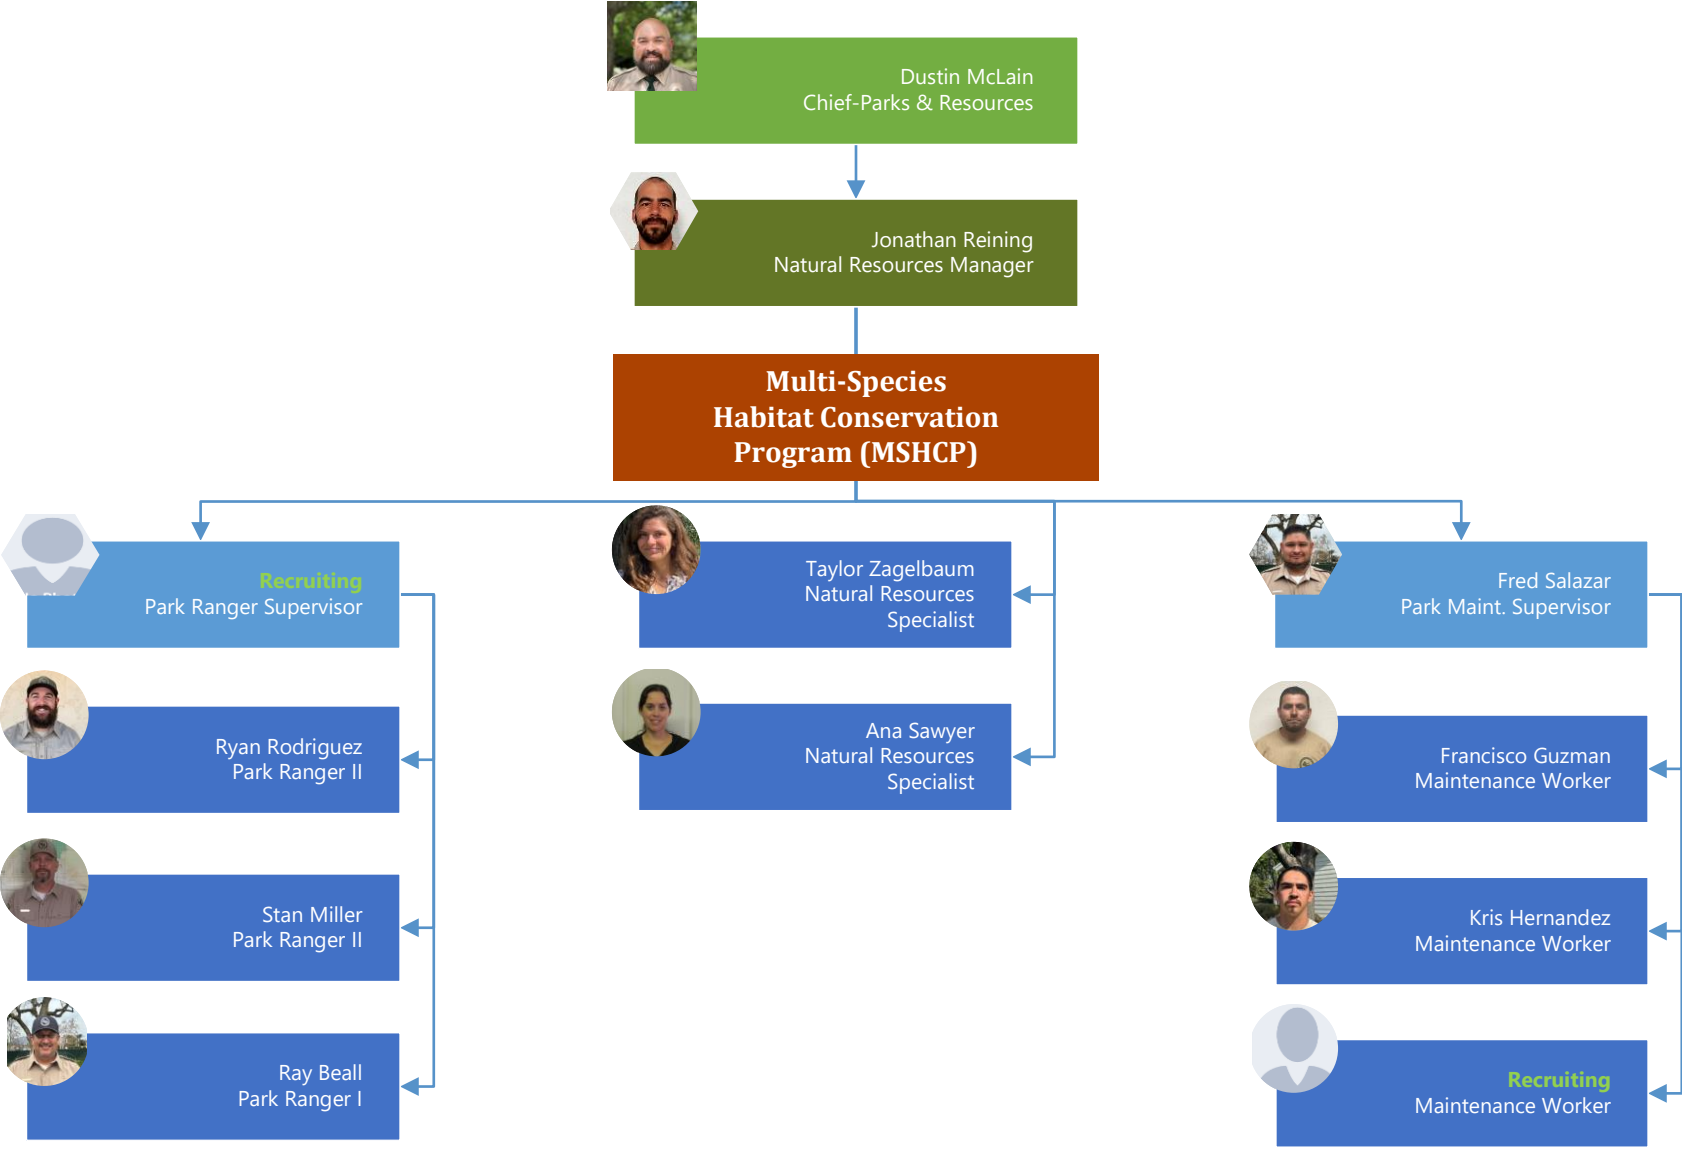 Dustin McLain
Chief-Parks & Resources
Jonathan Reining
Natural Resources Manager
Multi-Species
Habitat Conservation
Program (MSHCP)
Recruiting
Park Ranger Supervisor
Ryan Rodriguez
Park Ranger II
Stan Miller
Park Ranger II
Ray Beall
Park Ranger I
Taylor Zagelbaum
Natural Resources
Specialist
Ana Sawyer
Natural Resources
Specialist
Fred Salazar
Park Maint. Supervisor
Francisco Guzman
Maintenance Worker
Kris Hernandez
Maintenance Worker
Recruiting
Maintenance Worker